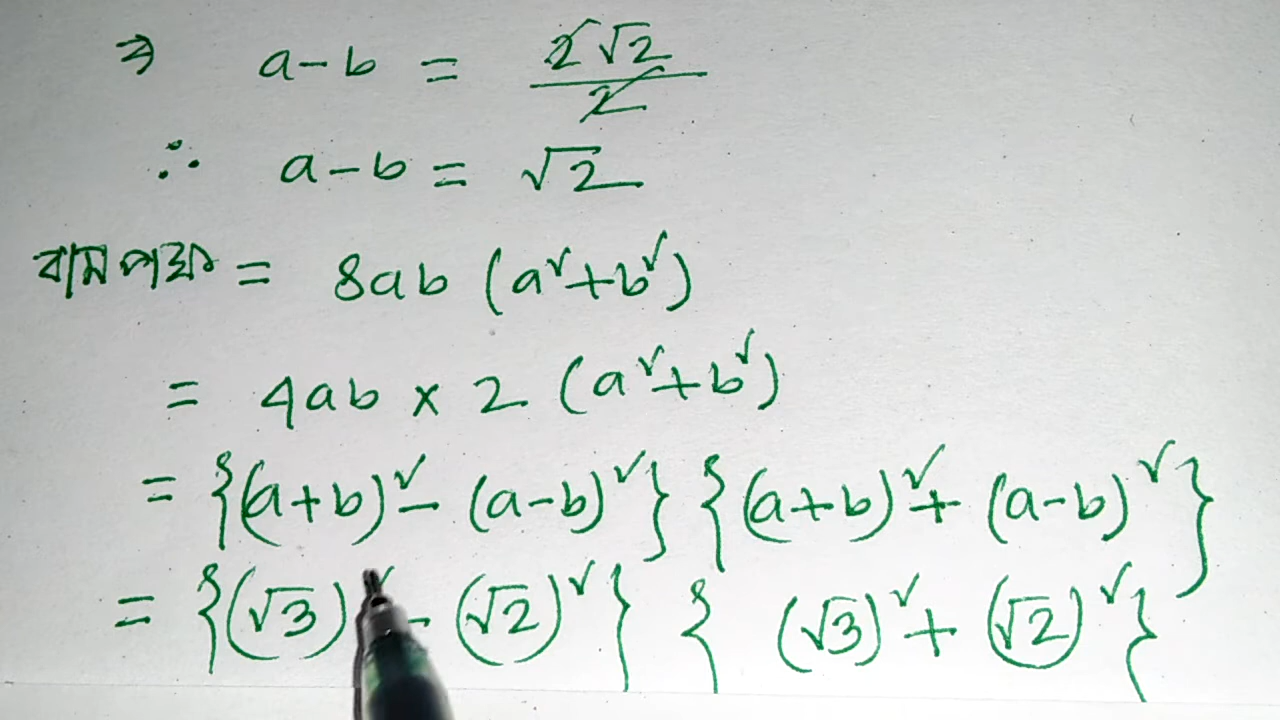 ⇒ a-b = 2√2/2
∴ a-b = √2
বামপক্ষ = 8ab (a²+b²)
= 4ab × 2 (a²+b²)
= {(a+b)² - (a-b)²} {(a+b)² + (a-b)²}
= {(√3)² - (√2)²} { (√3)² + (√2)²}